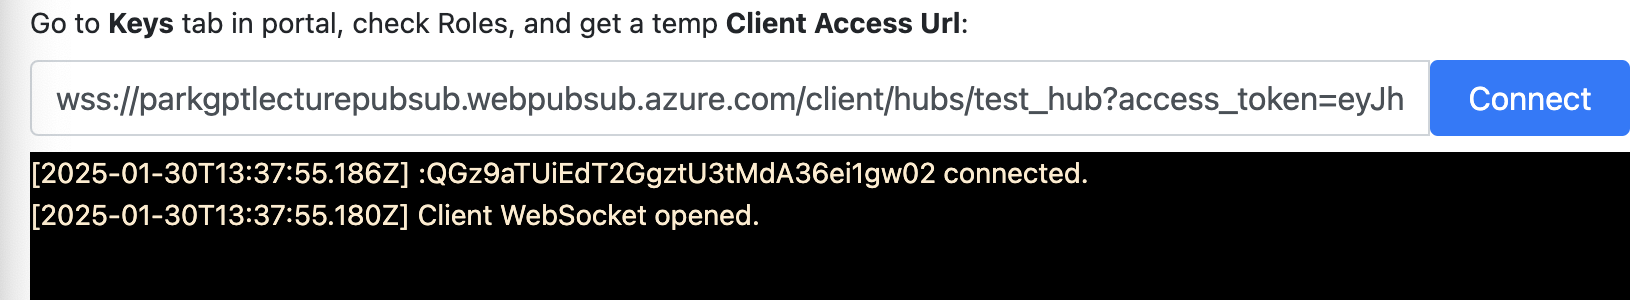 Go to Keys tab in portal, check Roles, and get a temp Client Access Url:
wss://parkgptlecturepubsub.webpubsub.azure.com/client/hubs/test_hub?access_token=eyJh
Connect
[2025-01-30T13:37:55.186Z] :QGz9aTUiEdT2GgztU3tMdA36ei1gw02 connected.
[2025-01-30T13:37:55.180Z] Client WebSocket opened.